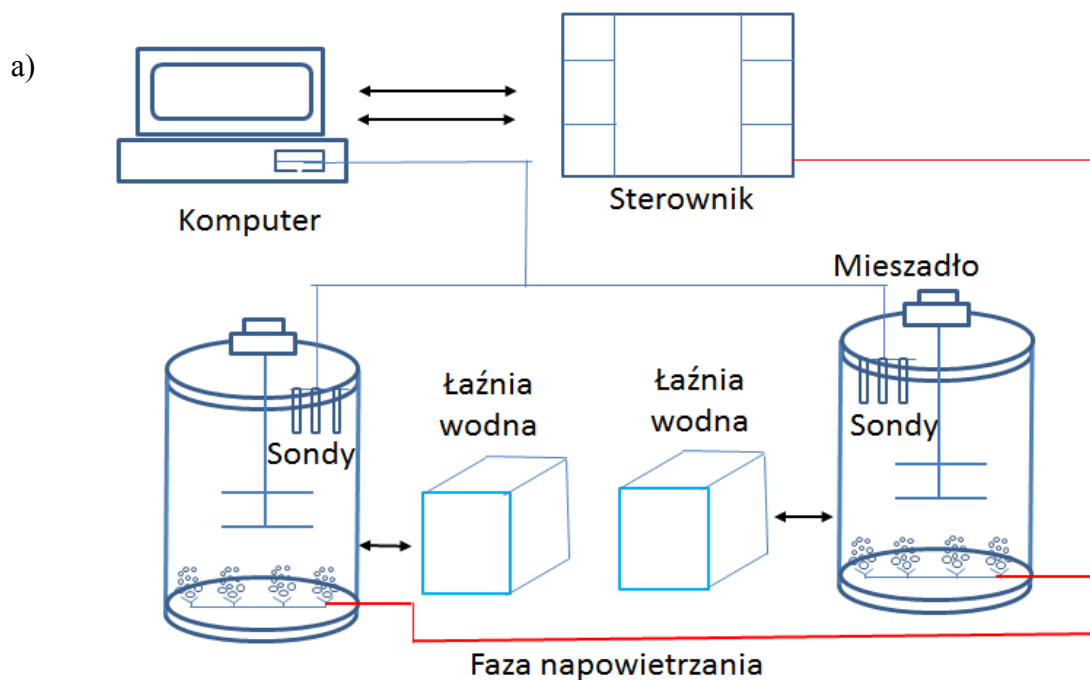 a)
Komputer
Sterownik
Mieszadło
Łaźnia
wodna
Łaźnia
wodna
Sondy
Sondy
Faza napowietrzania